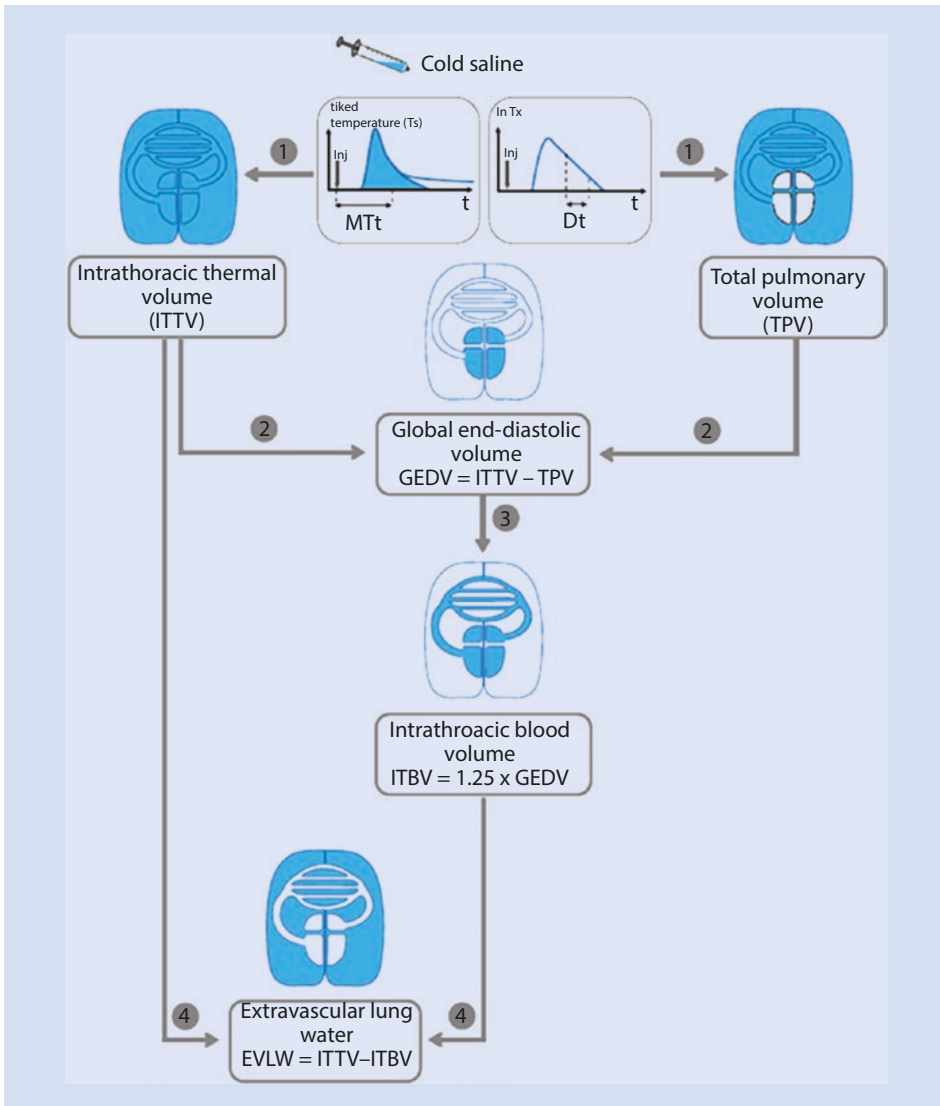 Cold saline
tiked
temperature (Ts)
Inj
t
MTt
In Tx
Inj
t
Dt
1
1
Intrathoracic thermal
volume
(ITTV)
Total pulmonary
volume
(TPV)
2
2
Global end-diastolic
volume
GEDV = ITTV – TPV
3
Intrathroacic blood
volume
ITBV = 1.25 x GEDV
4
4
Extravascular lung
water
EVLW = ITTV–ITBV